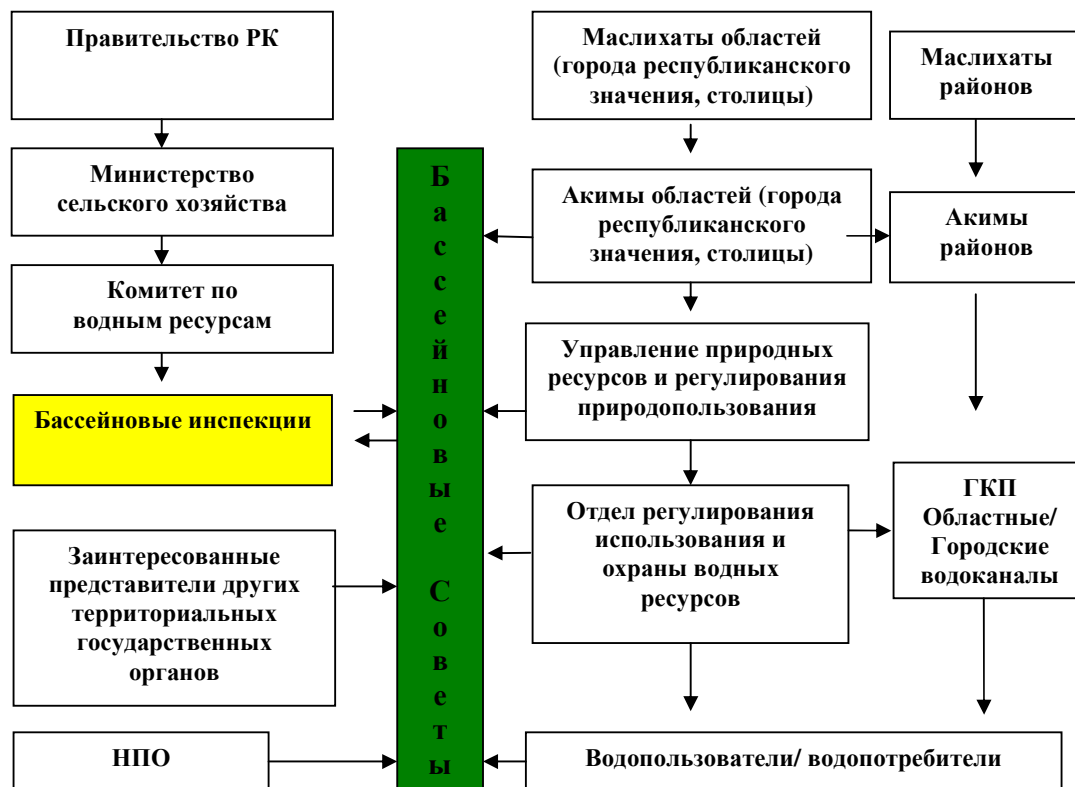 Правительство РК
Министерство
сельского хозяйства
Комитет по
водным ресурсам
Бассейновые инспекции
Заинтересованные
представители других
территориальных
государственных
органов
НПО
Бассейновые Советы
Маслихаты областей
(города республиканского
значения, столицы)
Акимы областей (города
республиканского
значения, столицы)
Управление природных
ресурсов и регулирования
природопользования
Отдел регулирования
использования и
охраны водных
ресурсов
Водопользователи/ водопотребители
Маслихаты
районов
Акимы
районов
ГКП
Областные/
Городские
водоканалы